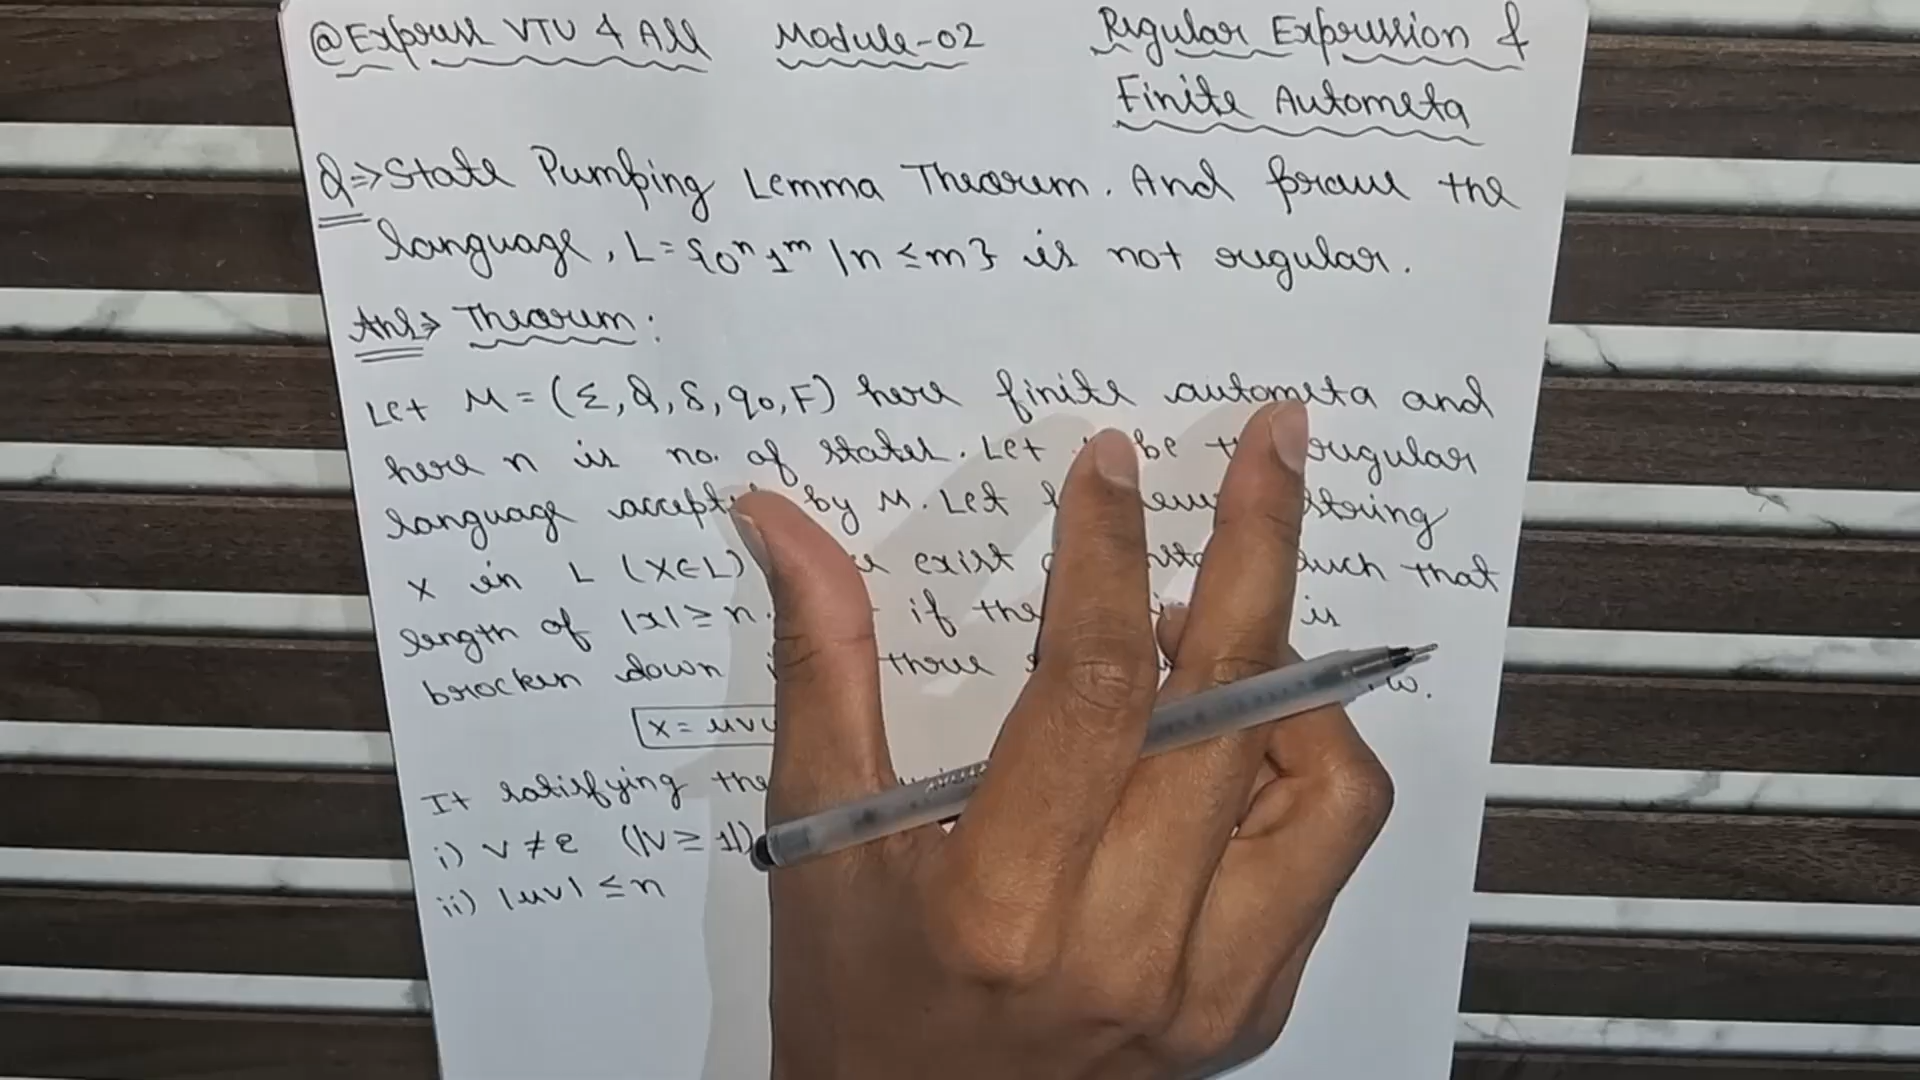 @Express VTU 4 All Module-02 Regular Expression &
Finite Autometa
Q⇒ State Pumping Lemma Theorem. And prove the
language, L = {0ⁿ1ᵐ | n ≤ m} is not regular.
Ans⇒ Theorem:
Let M = (Σ, Q, δ, q0, F) here finite autometa and
here n is no. of states. Let be regular
language by M. Let string
x in L (x∈L) exist such that
length of |x| ≥ n. if the is
brocken down three w.
x = uv
It satisfying the
i) v ≠ e (|v ≥ 1|)
ii) |uv| ≤ n